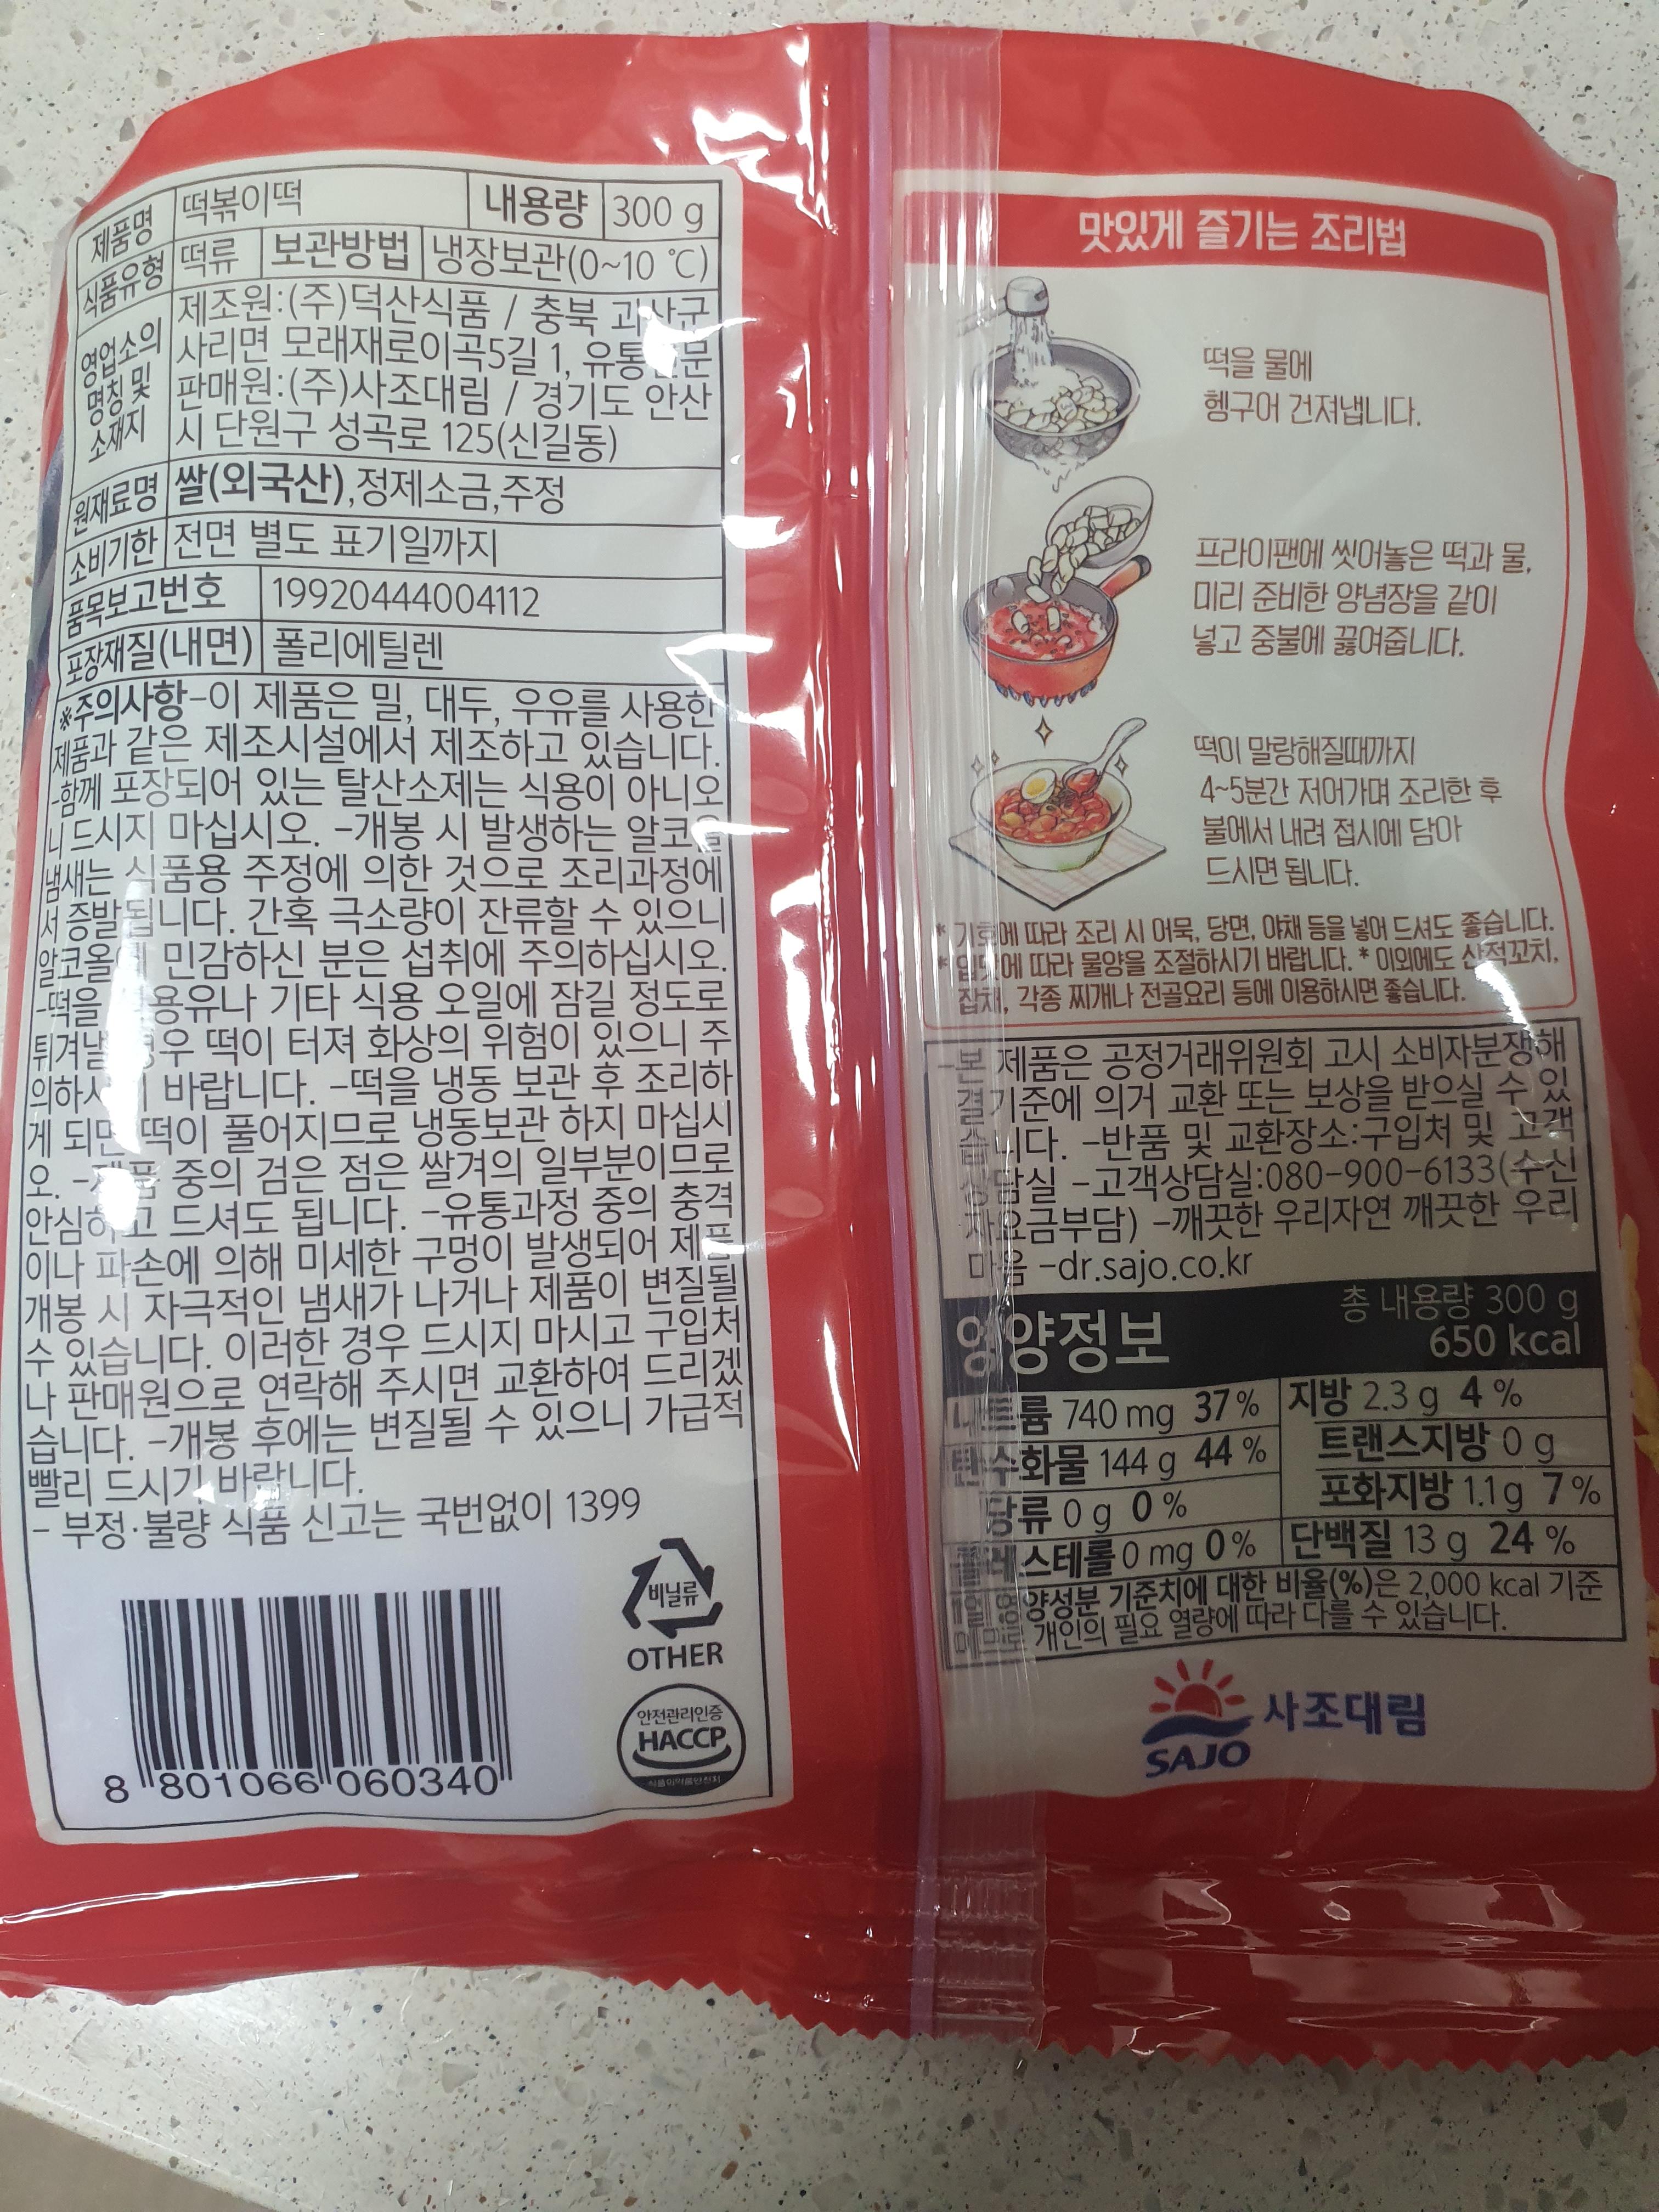 제품명 떡볶이떡 내용량 300 g
식품유형 떡류 보관방법 냉장보관(0~10 ℃)
영업소의 명칭 및 소재지
제조원:(주)덕산식품 / 충북 괴산군
사리면 모래재로이곡5길 1,
판매원:(주)사조대림 / 경기도 안산
시 단원구 성곡로 125(신길동)
원재료명 쌀(외국산),정제소금,주정
소비기한 전면 별도 표기일까지
품목보고번호 19920444004112
포장재질(내면) 폴리에틸렌
※주의사항-이 제품은 밀, 대두, 우유를 사용한
제품과 같은 제조시설에서 제조하고 있습니다.
-함께 포장되어 있는 탈산소제는 식용이 아니오
니 드시지 마십시오. -개봉 시 발생하는 알코올
냄새는 식품용 주정에 의한 것으로 조리과정에
서 증발됩니다. 간혹 극소량이 잔류할 수 있으니
알코올에 민감하신 분은 섭취에 주의하십시오.
-떡을 식용유나 기타 식용 오일에 잠길 정도로
튀겨낼 경우 떡이 터져 화상의 위험이 있으니 주
의하시기 바랍니다. -떡을 냉동 보관 후 조리하
게 되면 떡이 풀어지므로 냉동보관 하지 마십시
오. -제품 중의 검은 점은 쌀겨의 일부분이므로
안심하고 드셔도 됩니다. -유통과정 중의 충격
이나 파손에 의해 미세한 구멍이 발생되어 제품
개봉 시 자극적인 냄새가 나거나 제품이 변질될
수 있습니다. 이러한 경우 드시지 마시고 구입처
나 판매원으로 연락해 주시면 교환하여 드리겠
습니다. -개봉 후에는 변질될 수 있으니 가급적
빨리 드시기 바랍니다.
- 부정·불량 식품 신고는 국번없이 1399
비닐류
OTHER
안전관리인증
HACCP
8 801066 060340
맛있게 즐기는 조리법
떡을 물에
헹구어 건져냅니다.
프라이팬에 씻어놓은 떡과 물,
미리 준비한 양념장을 같이
넣고 중불에 끓여줍니다.
떡이 말랑해질때까지
4~5분간 저어가며 조리한 후
불에서 내려 접시에 담아
드시면 됩니다.
* 기호에 따라 조리 시 어묵, 당면, 야채 등을 넣어 드셔도 좋습니다.
* 입맛에 따라 물양을 조절하시기 바랍니다. * 이외에도 산적꼬치,
잡채, 각종 찌개나 전골요리 등에 이용하시면 좋습니다.
-본 제품은 공정거래위원회 고시 소비자분쟁해
결기준에 의거 교환 또는 보상을 받으실 수 있
습니다. -반품 및 교환장소:구입처 및 고객
상담실 -고객상담실:080-900-6133(수신
자요금부담) -깨끗한 우리자연 깨끗한 우리
마음 -dr.sajo.co.kr
영양정보 총 내용량 300 g
650 kcal
나트륨 740 mg 37 % 지방 2.3 g 4 %
탄수화물 144 g 44 % 트랜스지방 0 g
당류 0 g 0 % 포화지방 1.1 g 7 %
콜레스테롤 0 mg 0 % 단백질 13 g 24 %
1일 영양성분 기준치에 대한 비율(%)은 2,000 kcal 기준
이므로 개인의 필요 열량에 따라 다를 수 있습니다.
사조대림
SAJO